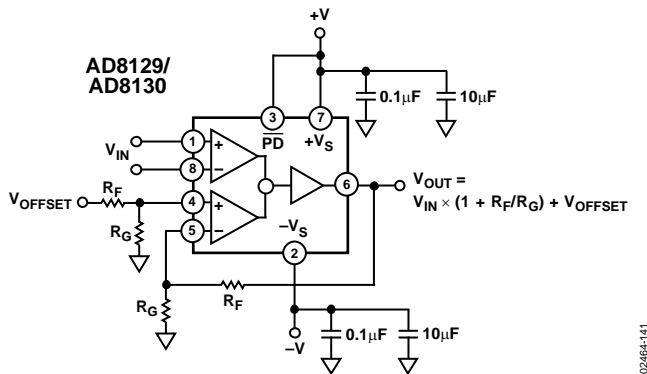 +V
AD8129/
AD8130
0.1μF
10μF
3
7
PD
+VS
1
+
VIN
8
–
6
VOUT =
VIN × (1 + RF/RG) + VOFFSET
VOFFSET
RF
4
+
RG
5
–
–VS
2
RF
RG
0.1μF
10μF
–V
02464-141